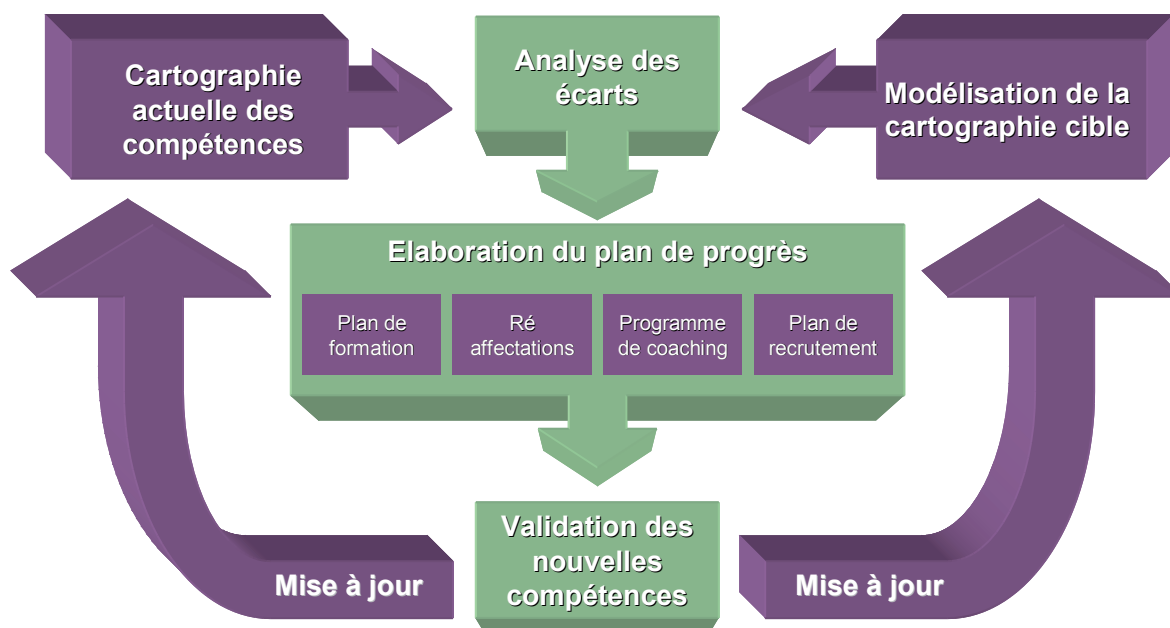 Cartographie
actuelle des
compétences
Analyse des
écarts
Modélisation de la
cartographie cible
Elaboration du plan de progrès
Plan de
formation
Ré
affectations
Programme
de coaching
Plan de
recrutement
Validation des
nouvelles
compétences
Mise à jour
Mise à jour